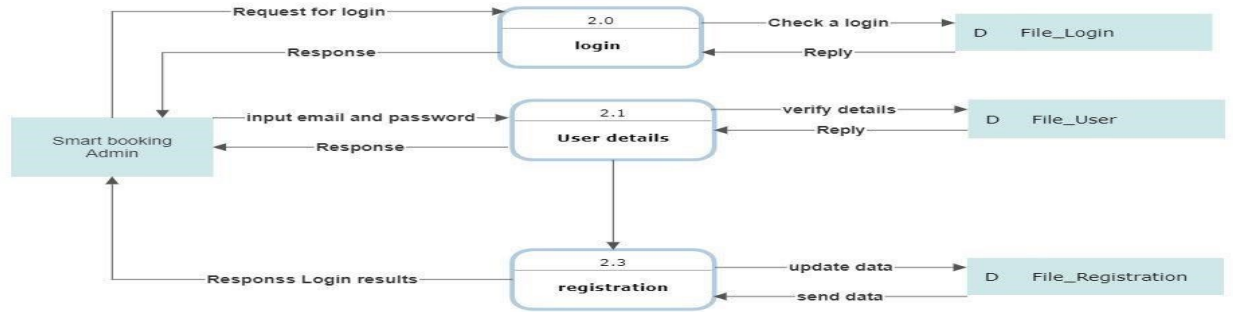 Request for login
2.0
login
Check a login
D File_Login
Response
Reply
Smart booking
Admin
input email and password
2.1
User details
verify details
D File_User
Response
Reply
2.3
registration
Responss Login results
update data
D File_Registration
send data